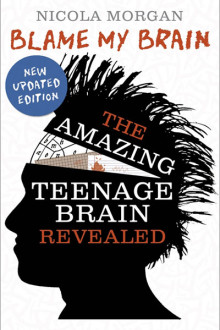 NICOLA MORGAN
BLAME MY BRAIN
NEW
UPDATED
EDITION
THE
AMAZING
TEENAGE
BRAIN
REVEALED